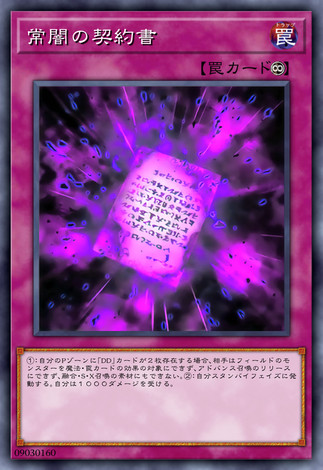 常闇の契約書
トラップ
罠
【罠カード】
①:自分のPゾーンに「DD」カードが2枚存在する場合、相手はフィールドのモ
ンスターを魔法・罠カードの効果の対象にできず、アドバンス召喚のリリース
にできず、融合・S・X召喚の素材にもできない。②:自分スタンバイフェイズに発
動する。自分は1000ダメージを受ける。
09030160